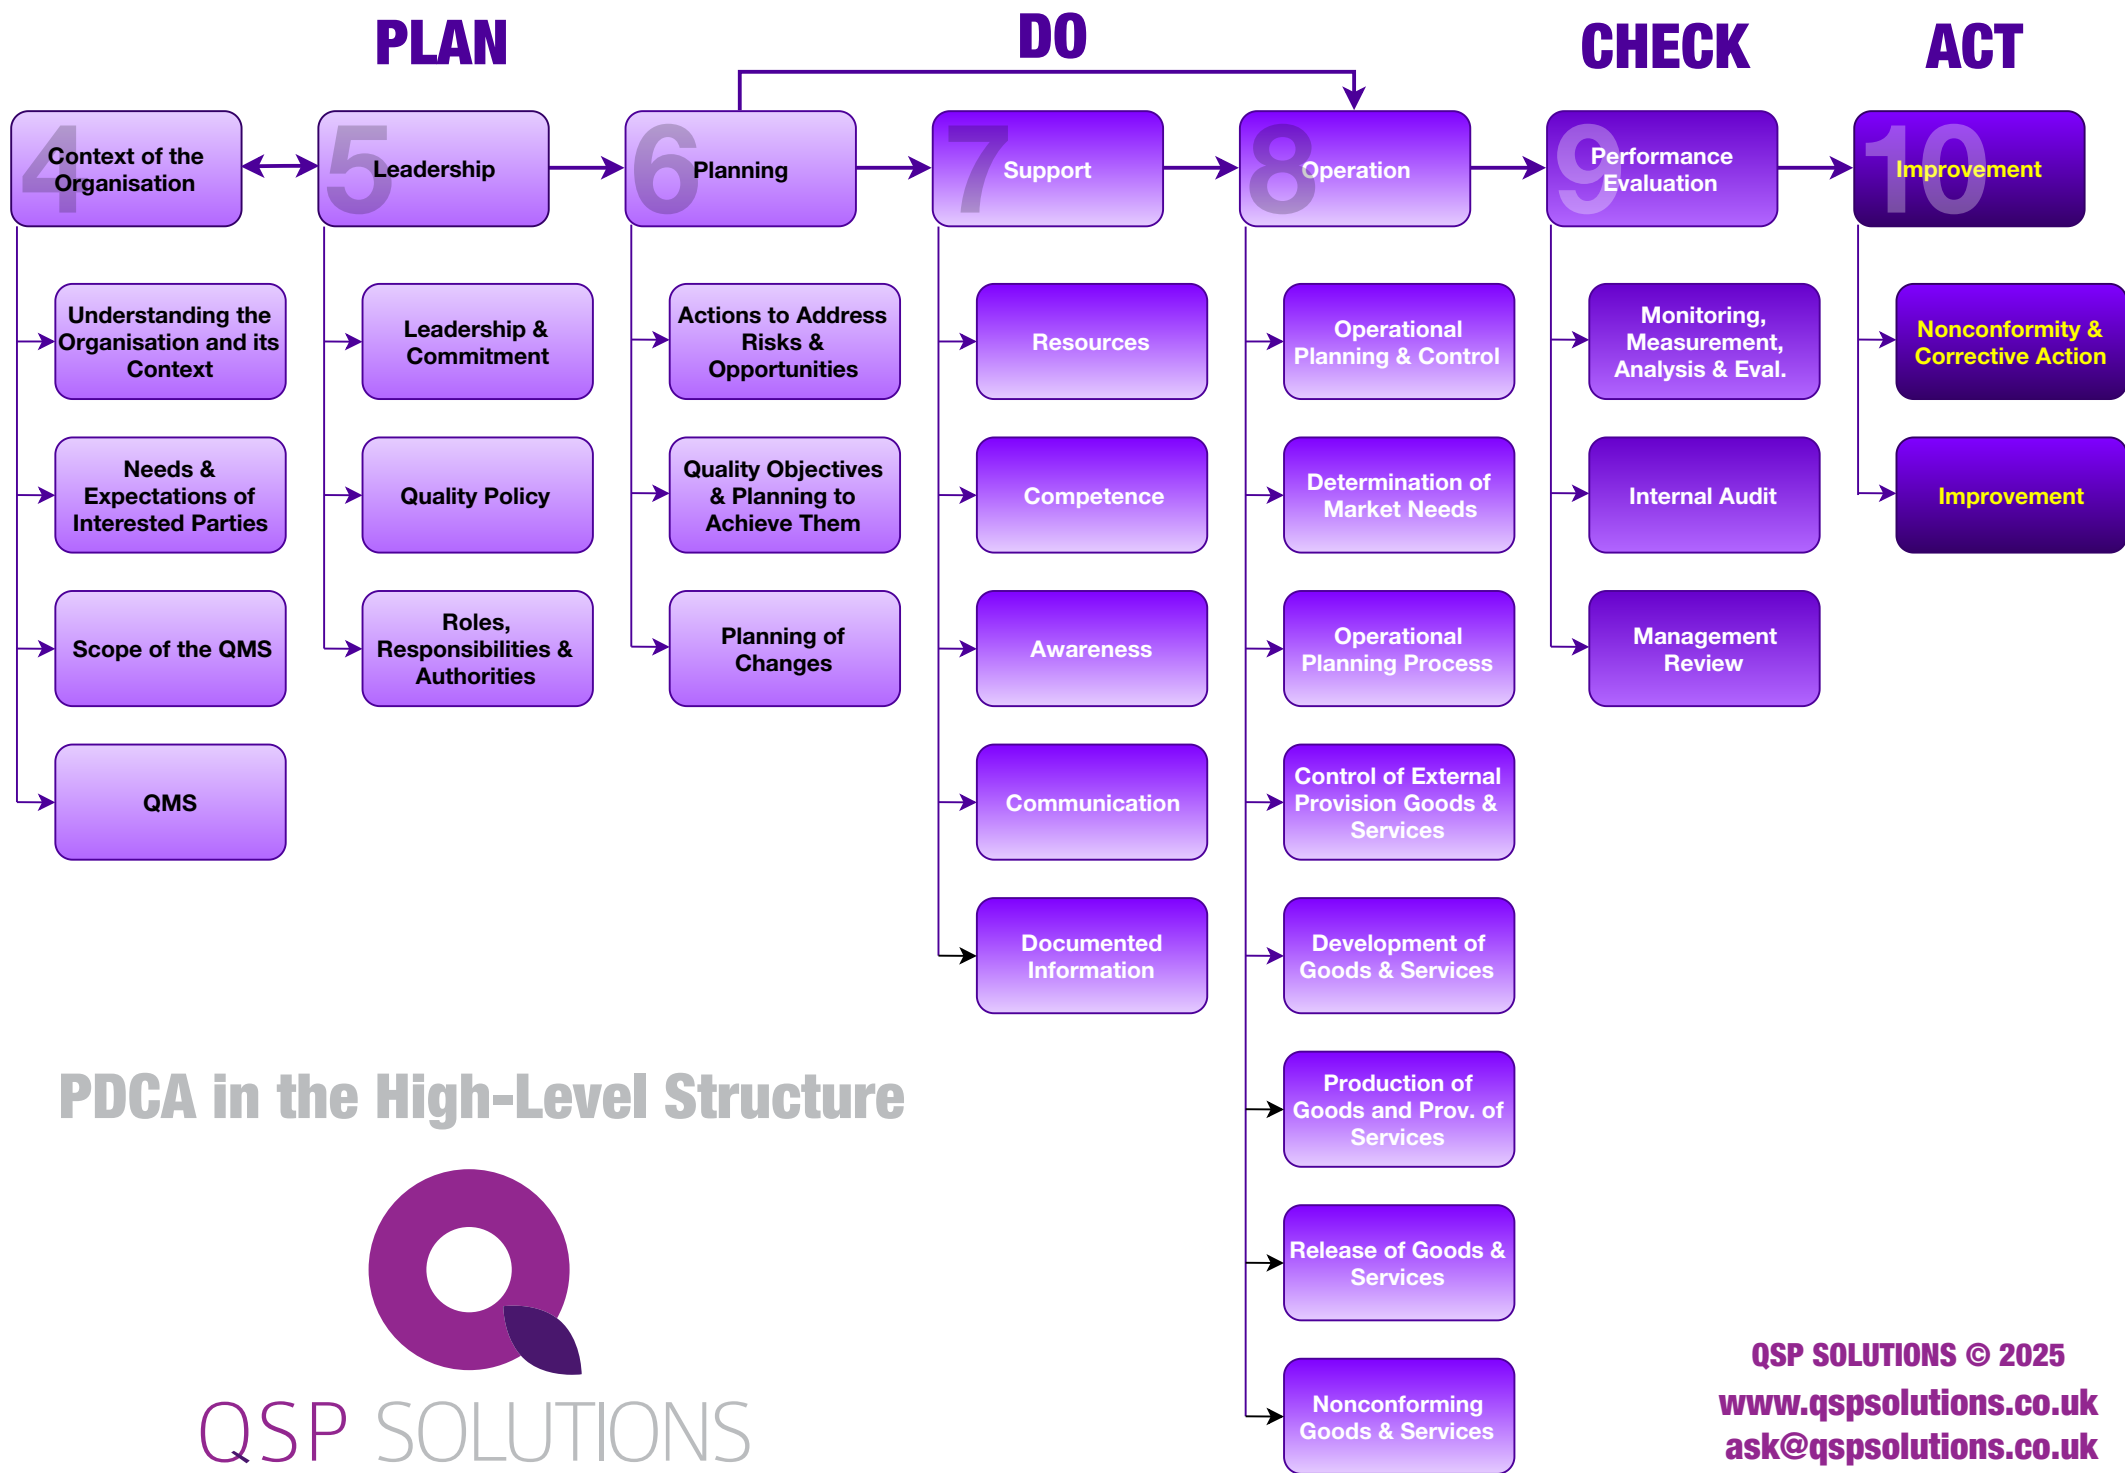 PLAN
DO
CHECK
ACT
4
Context of the
Organisation
5
Leadership
6
Planning
7
Support
8
Operation
9
Performance
Evaluation
10
Improvement
Understanding the
Organisation and its
Context
Needs &
Expectations of
Interested Parties
Scope of the QMS
QMS
Leadership &
Commitment
Quality Policy
Roles,
Responsibilities &
Authorities
Actions to Address
Risks &
Opportunities
Quality Objectives
& Planning to
Achieve Them
Planning of
Changes
Resources
Competence
Awareness
Communication
Documented
Information
Operational
Planning & Control
Determination of
Market Needs
Operational
Planning Process
Control of External
Provision Goods &
Services
Development of
Goods & Services
Production of
Goods and Prov. of
Services
Release of Goods &
Services
Nonconforming
Goods & Services
Monitoring,
Measurement,
Analysis & Eval.
Internal Audit
Management
Review
Nonconformity &
Corrective Action
Improvement
PDCA in the High-Level Structure
QSP SOLUTIONS
QSP SOLUTIONS © 2025
www.qspsolutions.co.uk
ask@qspsolutions.co.uk